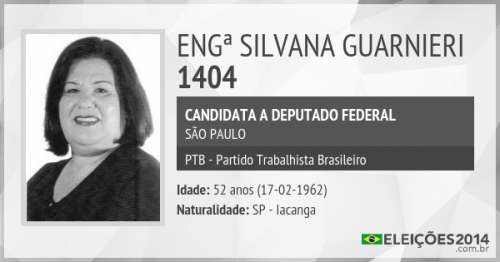 ENGª SILVANA GUARNIERI
1404
CANDIDATA A DEPUTADO FEDERAL
SÃO PAULO
PTB - Partido Trabalhista Brasileiro
Idade: 52 anos (17-02-1962)
Naturalidade: SP - Iacanga
ELEIÇÕES2014
.com.br